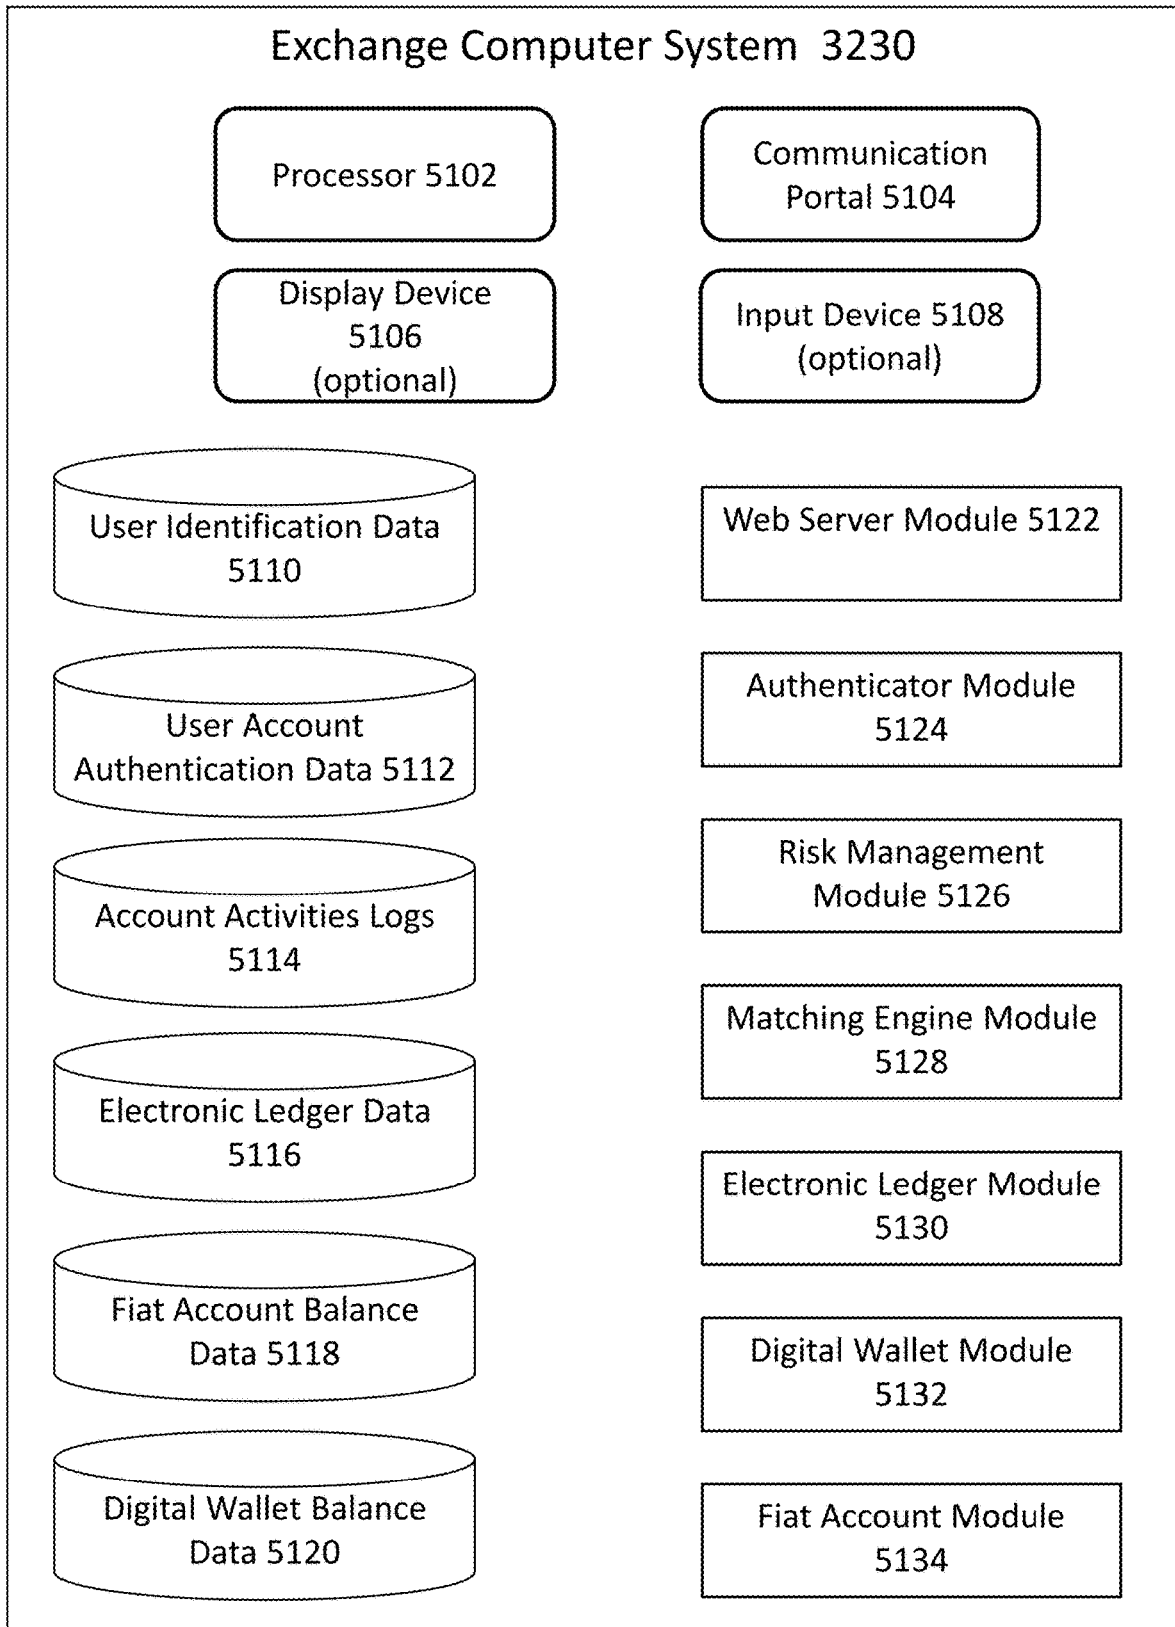 Exchange Computer System 3230
Processor 5102
Communication
Portal 5104
Display Device
5106
(optional)
Input Device 5108
(optional)
User Identification Data
5110
User Account
Authentication Data 5112
Account Activities Logs
5114
Electronic Ledger Data
5116
Fiat Account Balance
Data 5118
Digital Wallet Balance
Data 5120
Web Server Module 5122
Authenticator Module
5124
Risk Management
Module 5126
Matching Engine Module
5128
Electronic Ledger Module
5130
Digital Wallet Module
5132
Fiat Account Module
5134